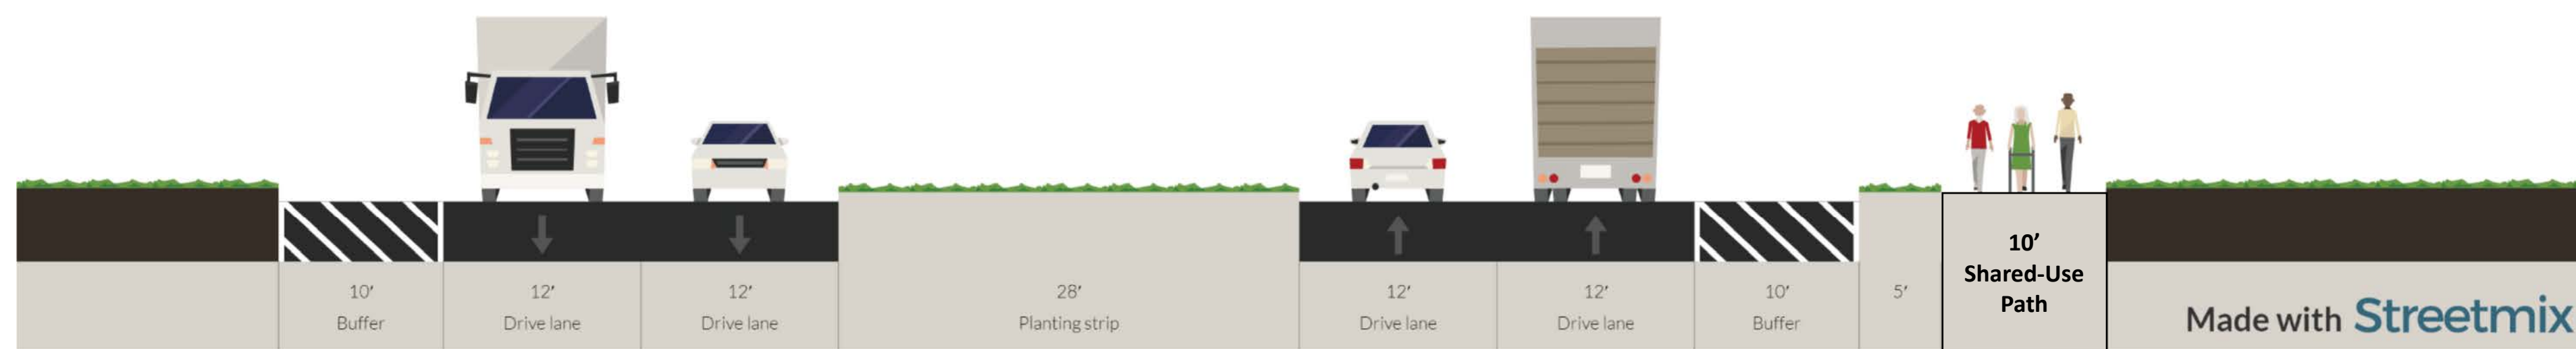 10'
Buffer
12'
Drive lane
12'
Drive lane
28'
Planting strip
12'
Drive lane
12'
Drive lane
10'
Buffer
5'
10’
Shared-Use
Path
Made with Streetmix